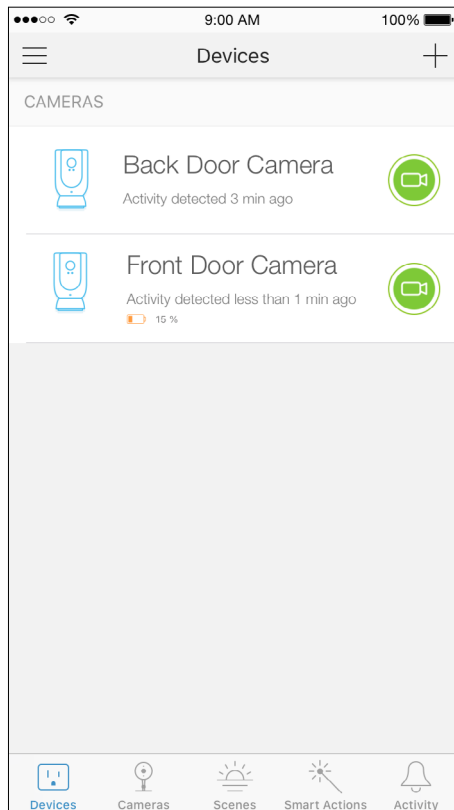 9:00 AM 100%
Devices
CAMERAS
Back Door Camera
Activity detected 3 min ago
Front Door Camera
Activity detected less than 1 min ago
15 %
Devices Cameras Scenes Smart Actions Activity